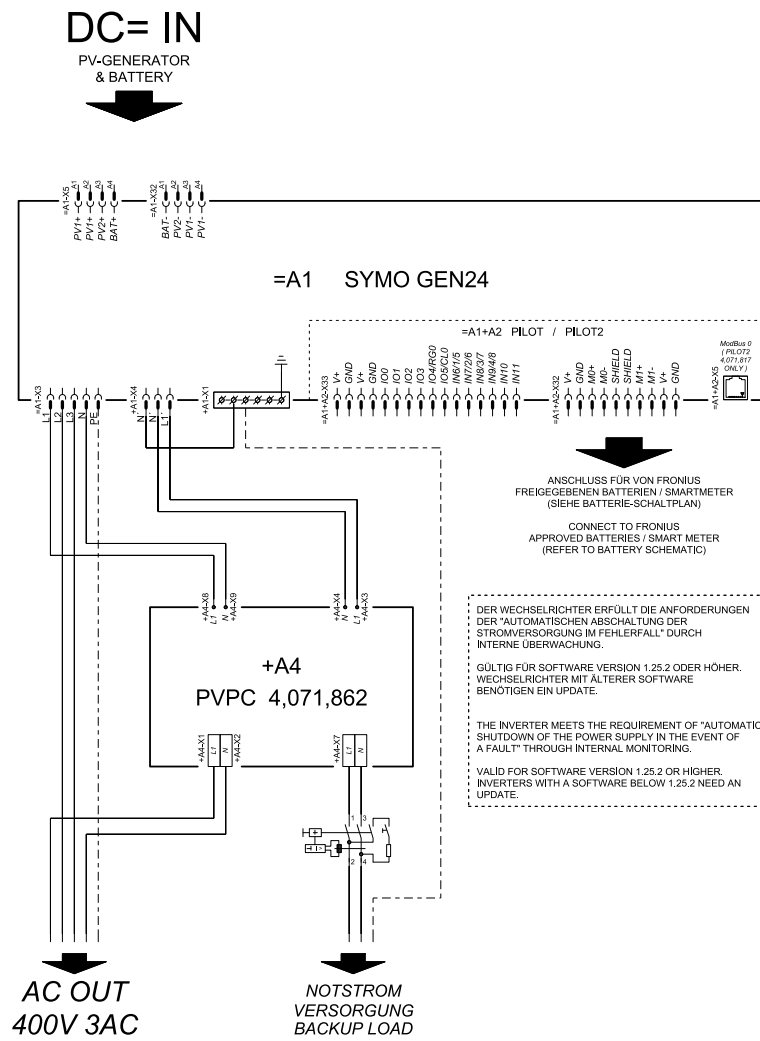 DC= IN
PV-GENERATOR
& BATTERY
=A1-X5
A1
A2
A3
A4
PV1+
PV1+
PV2+
BAT+
=A1-X32
A1
A2
A3
A4
BAT-
PV2-
PV1-
PV1-
=A1 SYMO GEN24
=A1+A2 PILOT / PILOT2
ModBus 0
( PILOT2
4,071,817
ONLY )
=A1-X3
L1
L2
L3
N
PE
+A1-X4
N
N´
L1´
+A1-X1
=A1+A2-X33
V+
GND
V+
GND
IO0
IO1
IO2
IO3
IO4/RG0
IO5/CL0
IN6/1/5
IN7/2/6
IN8/3/7
IN9/4/8
IN10
IN11
=A1+A2-X32
V+
GND
M0+
M0-
SHIELD
SHIELD
M1+
M1-
V+
GND
=A1+A2-X5
ANSCHLUSS FÜR VON FRONIUS
FREIGEGEBENEN BATTERIEN / SMARTMETER
(SIEHE BATTERIE-SCHALTPLAN)
CONNECT TO FRONIUS
APPROVED BATTERIES / SMART METER
(REFER TO BATTERY SCHEMATIC)
+A4-X8
L1
N
+A4-X9
+A4-X4
N
L1
+A4-X3
+A4
PVPC 4,071,862
+A4-X1
L1
N
+A4-X2
+A4-X7
L1
N
DER WECHSELRICHTER ERFÜLLT DIE ANFORDERUNGEN
DER "AUTOMATISCHEN ABSCHALTUNG DER
STROMVERSORGUNG IM FEHLERFALL" DURCH
INTERNE ÜBERWACHUNG.
GÜLTIG FÜR SOFTWARE VERSION 1.25.2 ODER HÖHER.
WECHSELRICHTER MIT ÄLTERER SOFTWARE
BENÖTIGEN EIN UPDATE.
THE INVERTER MEETS THE REQUIREMENT OF "AUTOMATIC
SHUTDOWN OF THE POWER SUPPLY IN THE EVENT OF
A FAULT" THROUGH INTERNAL MONITORING.
VALID FOR SOFTWARE VERSION 1.25.2 OR HIGHER.
INVERTERS WITH A SOFTWARE BELOW 1.25.2 NEED AN
UPDATE.
1 3
2 4
AC OUT
400V 3AC
NOTSTROM
VERSORGUNG
BACKUP LOAD